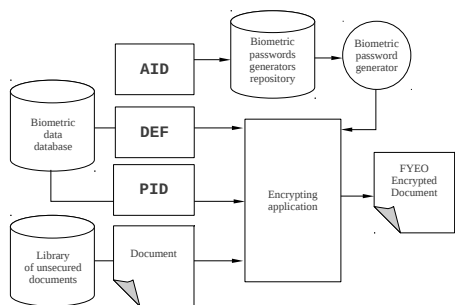 AID
Biometric
passwords
generators
repository
Biometric
password
generator
Biometric
data
database
DEF
PID
Encrypting
application
FYEO
Encrypted
Document
Library
of unsecured
documents
Document